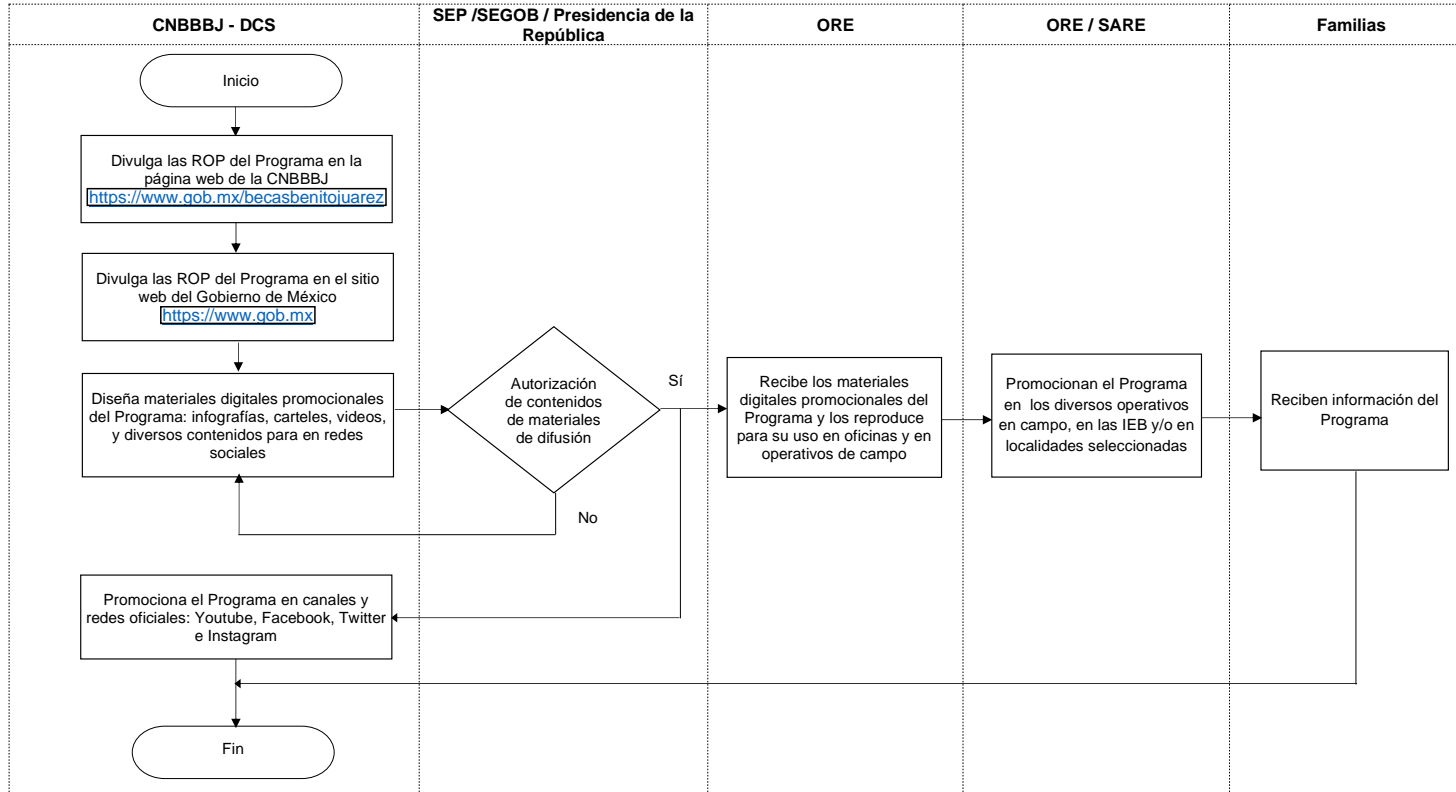 CNBBBJ - DCS
SEP /SEGOB / Presidencia de la
República
ORE
ORE / SARE
Familias
Inicio
Divulga las ROP del Programa en la
página web de la CNBBBJ
https://www.gob.mx/becasbenitojuarez
Divulga las ROP del Programa en el sitio
web del Gobierno de México
https://www.gob.mx
Diseña materiales digitales promocionales
del Programa: infografías, carteles, videos,
y diversos contenidos para en redes
sociales
Autorización
de contenidos
de materiales
de difusión
Sí
No
Recibe los materiales
digitales promocionales del
Programa y los reproduce
para su uso en oficinas y en
operativos de campo
Promocionan el Programa
en los diversos operativos
en campo, en las IEB y/o en
localidades seleccionadas
Reciben información del
Programa
Promociona el Programa en canales y
redes oficiales: Youtube, Facebook, Twitter
e Instagram
Fin